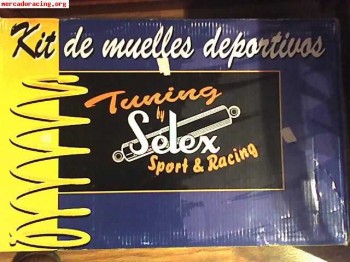 mercadoracing.org
Kit de muelles deportivos
Tuning
by
Selex
Sport & Racing